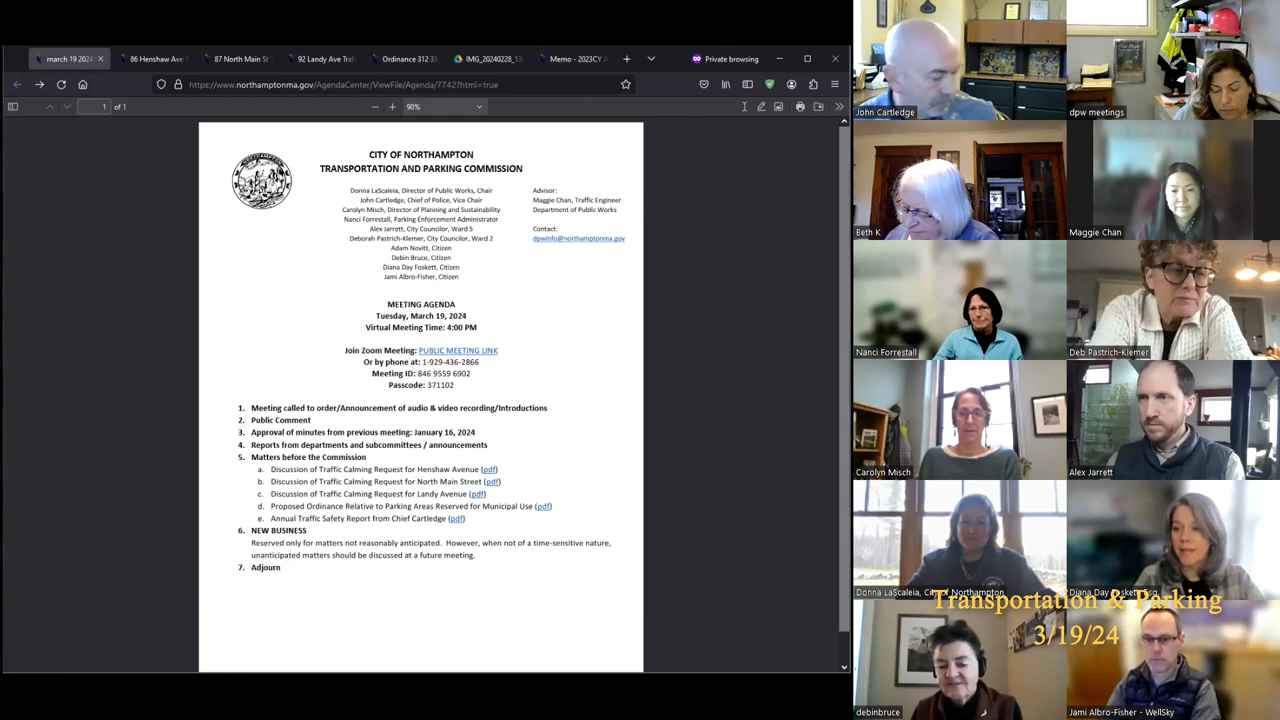 march 19 2024
86 Henshaw Ave
87 North Main St
92 Landy Ave Traf
Ordinance 312 33
IMG_20240228_13
Memo - 2023CY A
Private browsing
https://www.northamptonma.gov/AgendaCenter/ViewFile/Agenda/7742?html=true
1 of 1
90%
CITY OF NORTHAMPTON
TRANSPORTATION AND PARKING COMMISSION
Donna LaScaleia, Director of Public Works, Chair
John Cartledge, Chief of Police, Vice Chair
Carolyn Misch, Director of Planning and Sustainability
Nanci Forrestall, Parking Enforcement Administrator
Alex Jarrett, City Councilor, Ward 5
Deborah Pastrich-Klemer, City Councilor, Ward 2
Adam Novitt, Citizen
Debin Bruce, Citizen
Diana Day Foskett, Citizen
Jami Albro-Fisher, Citizen
Advisor:
Maggie Chan, Traffic Engineer
Department of Public Works
Contact:
dpwinfo@northamptonma.gov
MEETING AGENDA
Tuesday, March 19, 2024
Virtual Meeting Time: 4:00 PM
Join Zoom Meeting: PUBLIC MEETING LINK
Or by phone at: 1-929-436-2866
Meeting ID: 846 9559 6902
Passcode: 371102
1. Meeting called to order/Announcement of audio & video recording/Introductions
2. Public Comment
3. Approval of minutes from previous meeting: January 16, 2024
4. Reports from departments and subcommittees / announcements
5. Matters before the Commission
a. Discussion of Traffic Calming Request for Henshaw Avenue (pdf)
b. Discussion of Traffic Calming Request for North Main Street (pdf)
c. Discussion of Traffic Calming Request for Landy Avenue (pdf)
d. Proposed Ordinance Relative to Parking Areas Reserved for Municipal Use (pdf)
e. Annual Traffic Safety Report from Chief Cartledge (pdf)
6. NEW BUSINESS
Reserved only for matters not reasonably anticipated. However, when not of a time-sensitive nature,
unanticipated matters should be discussed at a future meeting.
7. Adjourn
John Cartledge
dpw meetings
Beth K
Maggie Chan
Nanci Forrestall
Deb Pastrich-Klemer
Carolyn Misch
Alex Jarrett
Donna LaScaleia, City of Northampton
Diana Day Foskett, Esq.
Transportation & Parking
3/19/24
debinbruce
Jami Albro-Fisher - WellSky